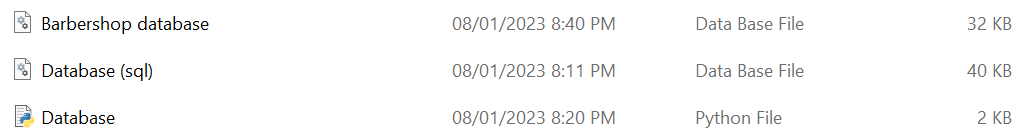 Barbershop database 08/01/2023 8:40 PM Data Base File 32 KB
Database (sql) 08/01/2023 8:11 PM Data Base File 40 KB
Database 08/01/2023 8:20 PM Python File 2 KB